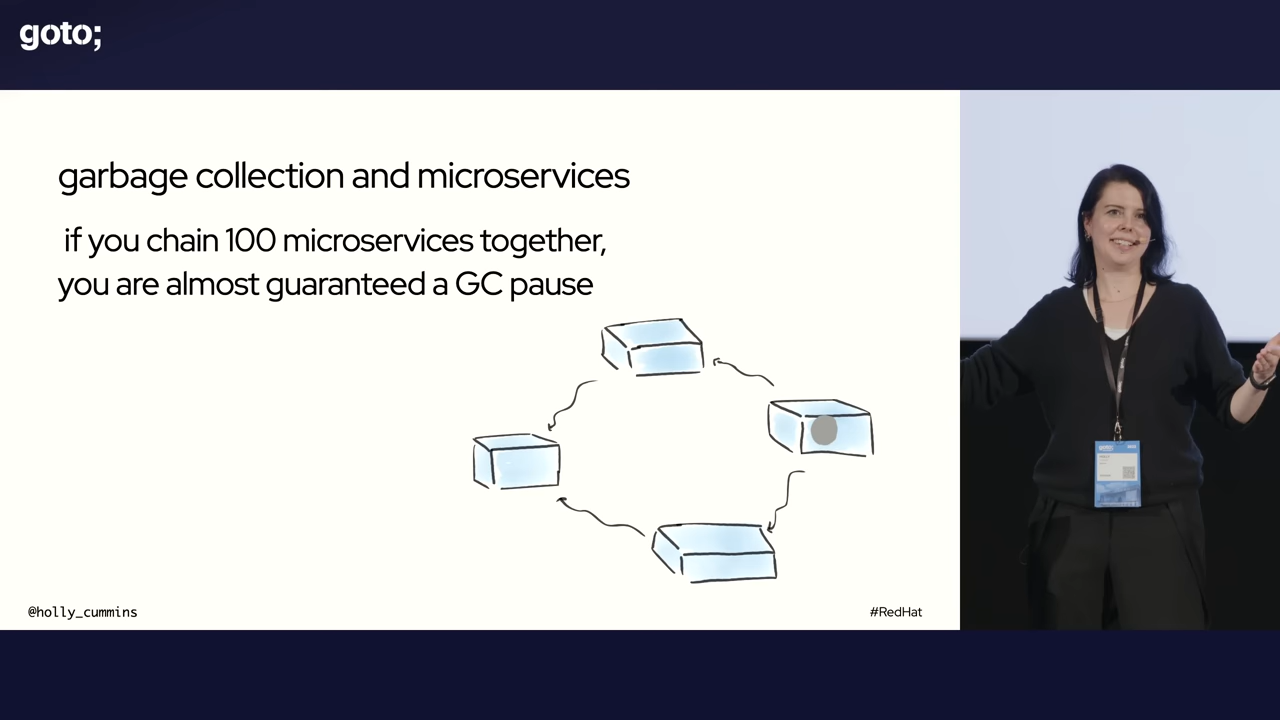 goto;
garbage collection and microservices
if you chain 100 microservices together,
you are almost guaranteed a GC pause
@holly_cummins
#RedHat